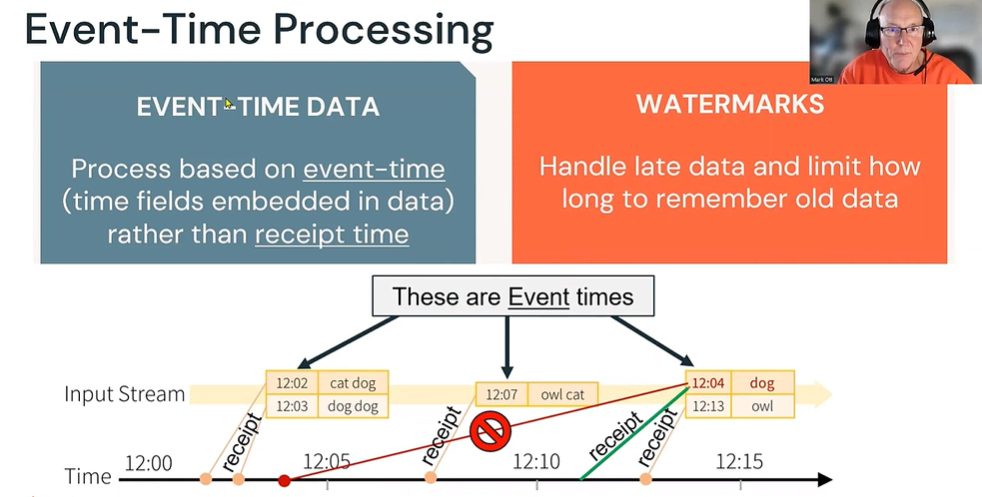 Event-Time Processing
Mark OB
EVENT-TIME DATA
Process based on event-time
(time fields embedded in data)
rather than receipt time
WATERMARKS
Handle late data and limit how
long to remember old data
These are Event times
Input Stream
12:02 cat dog
12:03 dog dog
12:07 owl cat
12:04 dog
12:13 owl
receipt
receipt
receipt
receipt
Time
12:00
12:05
12:10
12:15